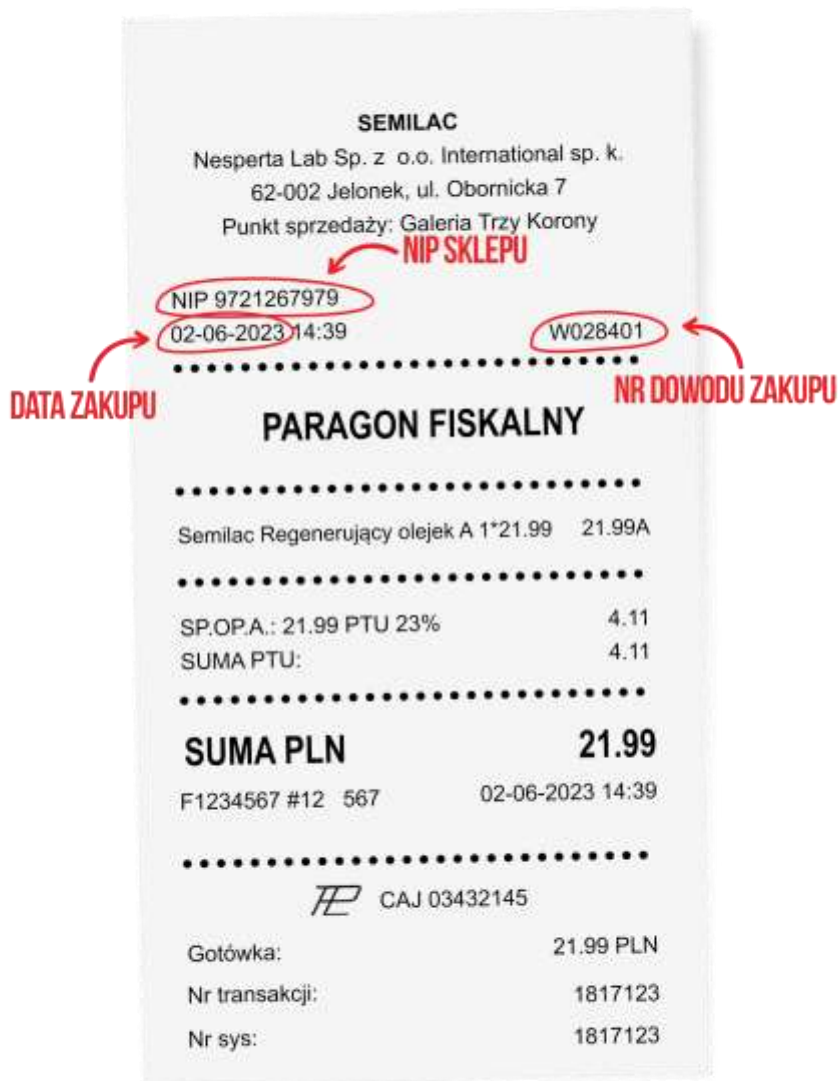 SEMILAC
Nesperta Lab Sp. z o.o. International sp. k.
62-002 Jelonek, ul. Obornicka 7
Punkt sprzedaży: Galeria Trzy Korony
NIP SKLEPU
NIP 9721267979
02-06-2023 14:39 W028401
DATA ZAKUPU
NR DOWODU ZAKUPU
PARAGON FISKALNY
Semilac Regenerujący olejek A 1*21.99 21.99A
SP.OP.A.: 21.99 PTU 23% 4.11
SUMA PTU: 4.11
SUMA PLN 21.99
F1234567 #12 567 02-06-2023 14:39
CAJ 03432145
Gotówka: 21.99 PLN
Nr transakcji: 1817123
Nr sys: 1817123